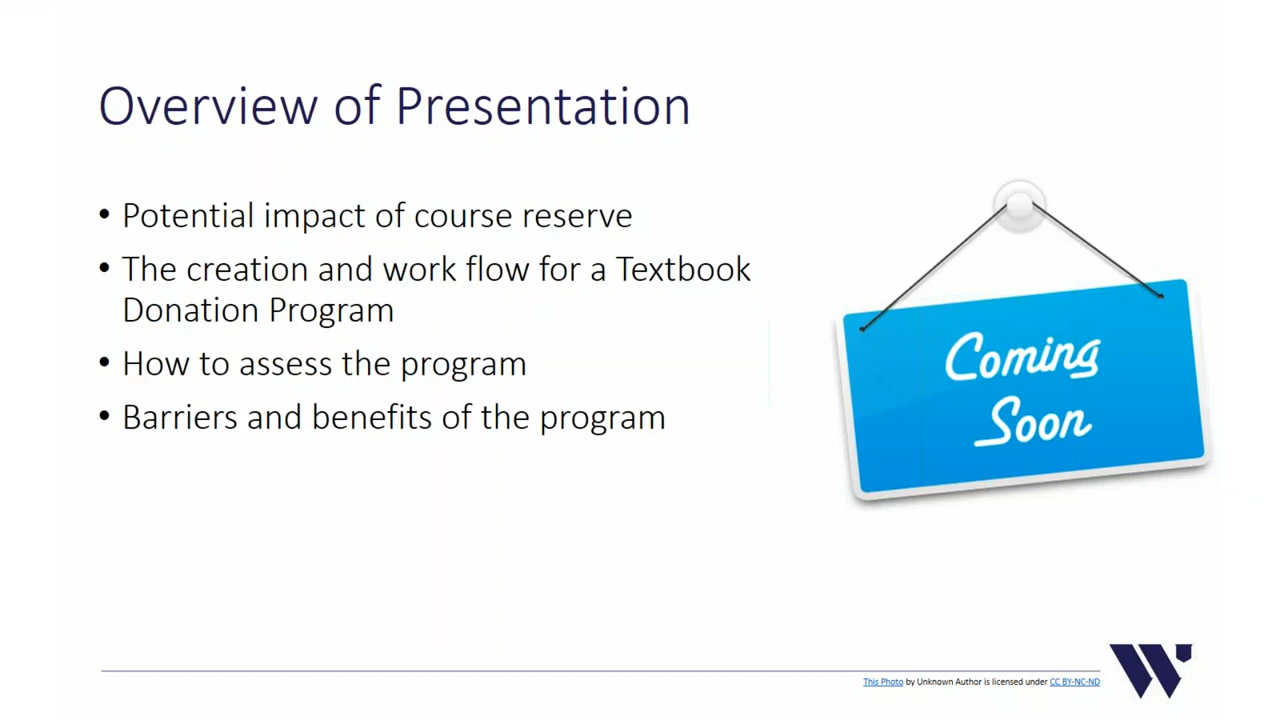 Overview of Presentation
• Potential impact of course reserve
• The creation and work flow for a Textbook
Donation Program
• How to assess the program
• Barriers and benefits of the program
Coming
Soon
This Photo by Unknown Author is licensed under CC BY-NC-ND
W